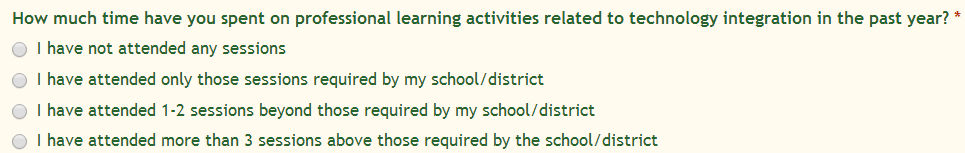 How much time have you spent on professional learning activities related to technology integration in the past year? *
I have not attended any sessions
I have attended only those sessions required by my school/district
I have attended 1-2 sessions beyond those required by my school/district
I have attended more than 3 sessions above those required by the school/district